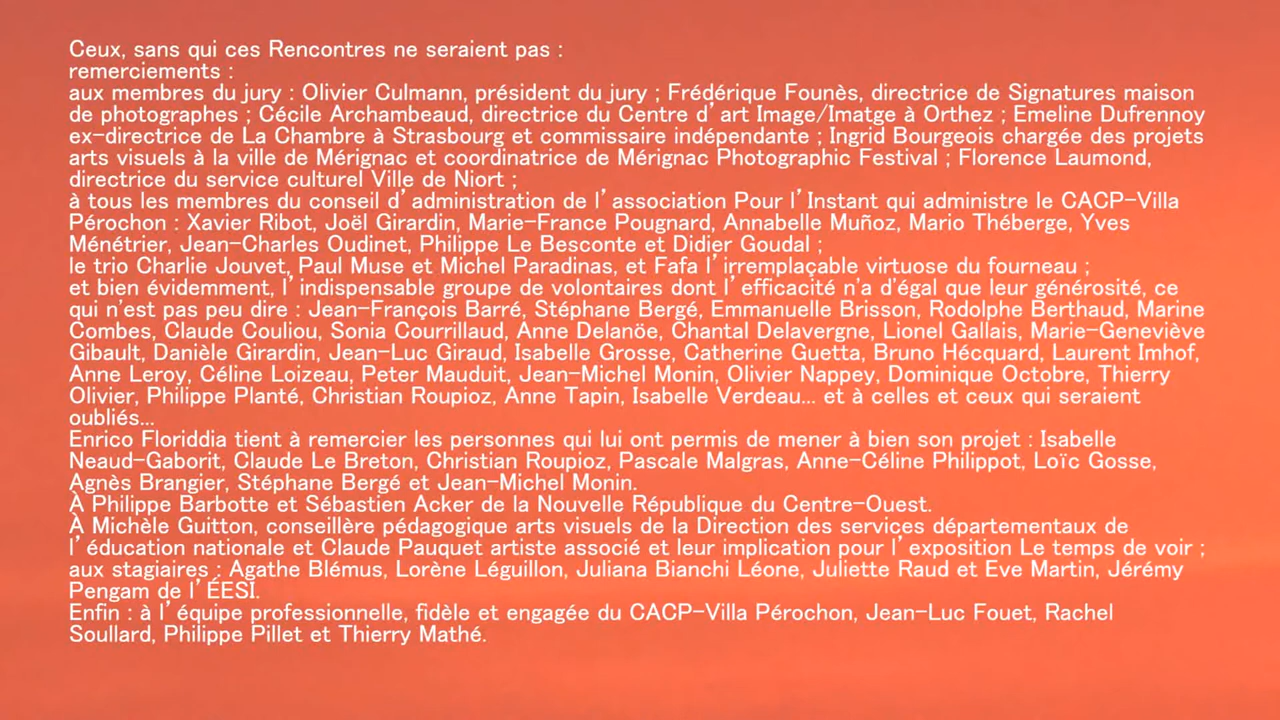 Ceux, sans qui ces Rencontres ne seraient pas :
remerciements :
aux membres du jury : Olivier Culmann, président du jury ; Frédérique Founès, directrice de Signatures maison
de photographes ; Cécile Archambeaud, directrice du Centre d’art Image/Imatge à Orthez ; Emeline Dufrennoy
ex-directrice de La Chambre à Strasbourg et commissaire indépendante ; Ingrid Bourgeois chargée des projets
arts visuels à la ville de Mérignac et coordinatrice de Mérignac Photographic Festival ; Florence Laumond,
directrice du service culturel Ville de Niort ;
à tous les membres du conseil d’administration de l’association Pour l’Instant qui administre le CACP-Villa
Pérochon : Xavier Ribot, Joël Girardin, Marie-France Pougnard, Annabelle Muñoz, Mario Théberge, Yves
Ménétrier, Jean-Charles Oudinet, Philippe Le Besconte et Didier Goudal ;
le trio Charlie Jouvet, Paul Muse et Michel Paradinas, et Fafa l’irremplaçable virtuose du fourneau ;
et bien évidemment, l’indispensable groupe de volontaires dont l’efficacité n'a d'égal que leur générosité, ce
qui n'est pas peu dire : Jean-François Barré, Stéphane Bergé, Emmanuelle Brisson, Rodolphe Berthaud, Marine
Combes, Claude Couliou, Sonia Courrillaud, Anne Delanöe, Chantal Delavergne, Lionel Gallais, Marie-Geneviève
Gibault, Danièle Girardin, Jean-Luc Giraud, Isabelle Grosse, Catherine Guetta, Bruno Hécquard, Laurent Imhof,
Anne Leroy, Céline Loizeau, Peter Mauduit, Jean-Michel Monin, Olivier Nappey, Dominique Octobre, Thierry
Olivier, Philippe Planté, Christian Roupioz, Anne Tapin, Isabelle Verdeau... et à celles et ceux qui seraient
oubliés...
Enrico Floriddia tient à remercier les personnes qui lui ont permis de mener à bien son projet : Isabelle
Neaud-Gaborit, Claude Le Breton, Christian Roupioz, Pascale Malgras, Anne-Céline Philippot, Loïc Gosse,
Agnès Brangier, Stéphane Bergé et Jean-Michel Monin.
À Philippe Barbotte et Sébastien Acker de la Nouvelle République du Centre-Ouest.
À Michèle Guitton, conseillère pédagogique arts visuels de la Direction des services départementaux de
l’éducation nationale et Claude Pauquet artiste associé et leur implication pour l’exposition Le temps de voir ;
aux stagiaires : Agathe Blémus, Lorène Léguillon, Juliana Bianchi Léone, Juliette Raud et Eve Martin, Jérémy
Pengam de l’ÉESI.
Enfin : à l’équipe professionnelle, fidèle et engagée du CACP-Villa Pérochon, Jean-Luc Fouet, Rachel
Soullard, Philippe Pillet et Thierry Mathé.